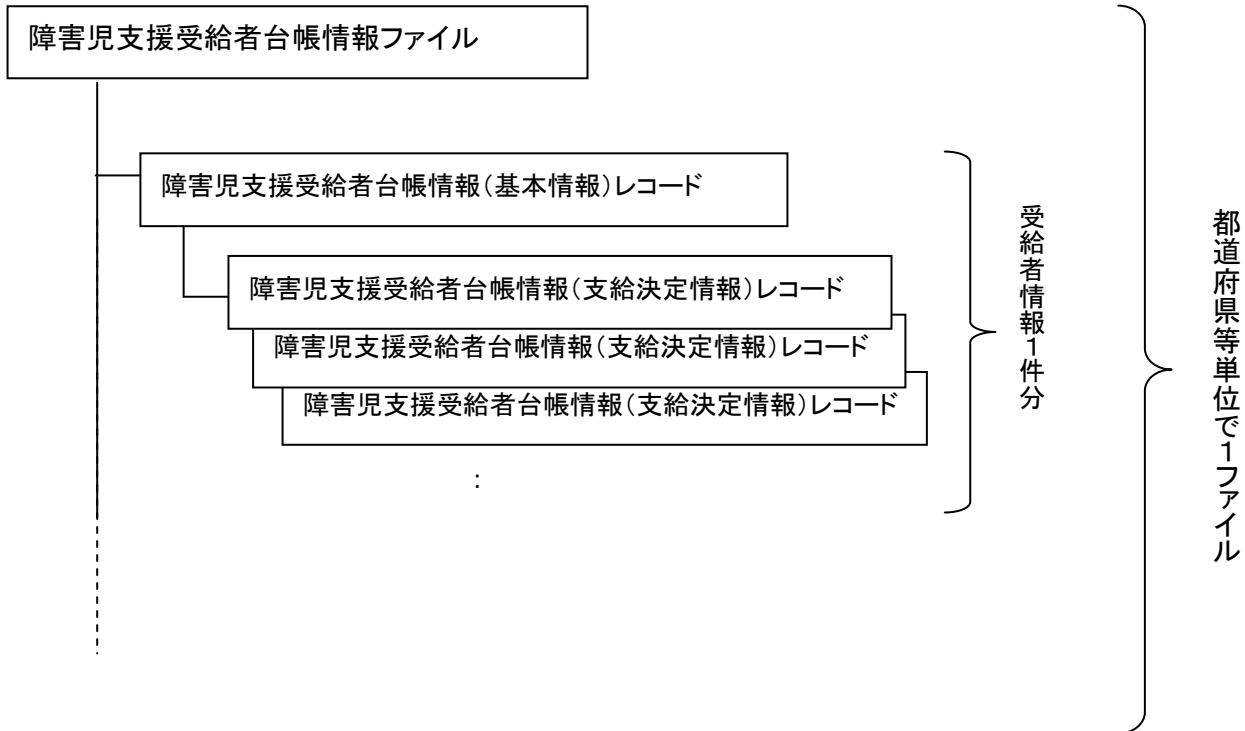 障害児支援受給者台帳情報ファイル
障害児支援受給者台帳情報(基本情報)レコード
障害児支援受給者台帳情報(支給決定情報)レコード
障害児支援受給者台帳情報(支給決定情報)レコード
障害児支援受給者台帳情報(支給決定情報)レコード
:
受給者情報1件分
都道府県等単位で1ファイル